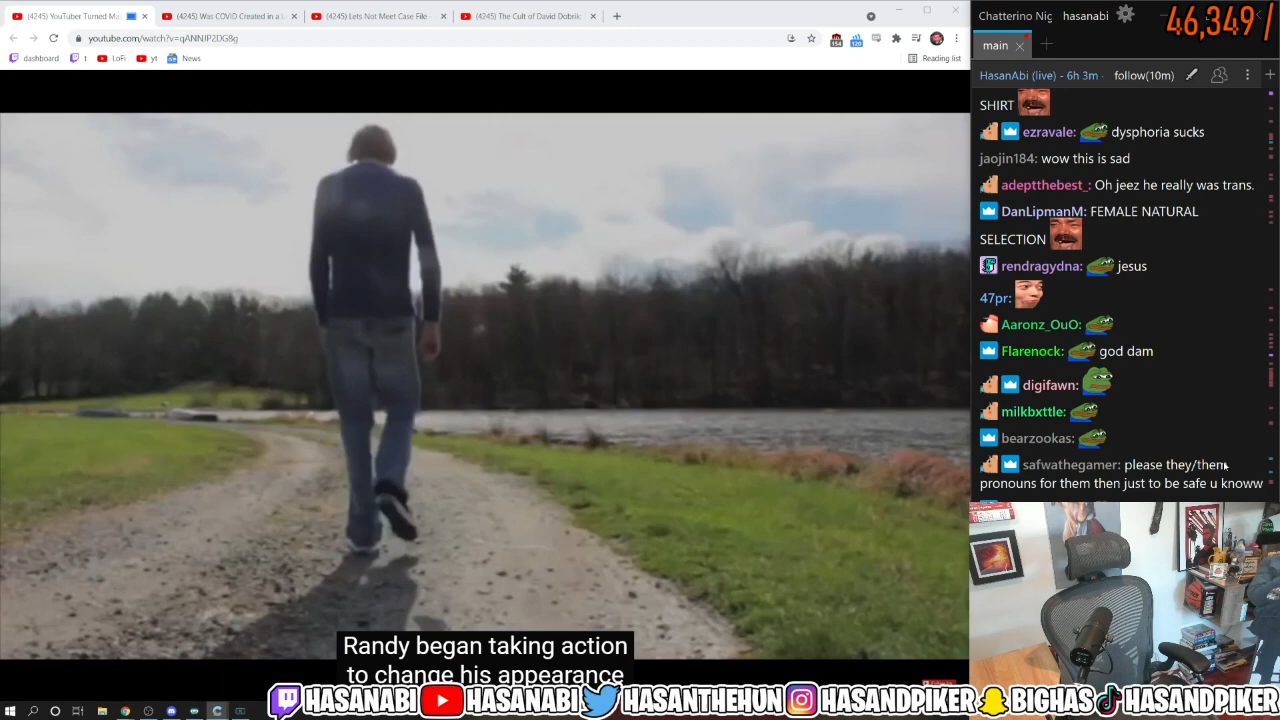 (4245) YouTuber Turned Ma
(4245) Was COVID Created in a L
(4245) Lets Not Meet Case File -
(4245) The Cult of David Dobrik
youtube.com/watch?v=qANNJP2DG8g
154
120
dashboard
t
LoFi
yt
News
Reading list
Chatterino Nig
hasanabi
46,349 /
main
HasanAbi (live) - 6h 3m -
follow(10m)
SHIRT
ezravale: dysphoria sucks
jaojin184: wow this is sad
adeptthebest_: Oh jeez he really was trans.
DanLipmanM: FEMALE NATURAL
SELECTION
rendragydna: jesus
47pr:
Aaronz_OuO:
Flarenock: god dam
digifawn:
milkbxttle:
bearzookas:
safwathegamer: please they/them
pronouns for them then just to be safe u knoww
Randy began taking action
to change his appearance
HASANABI
HASANABI
HASANTHEHUN
HASANDPIKER
BIGHAS
HASANDPIKER